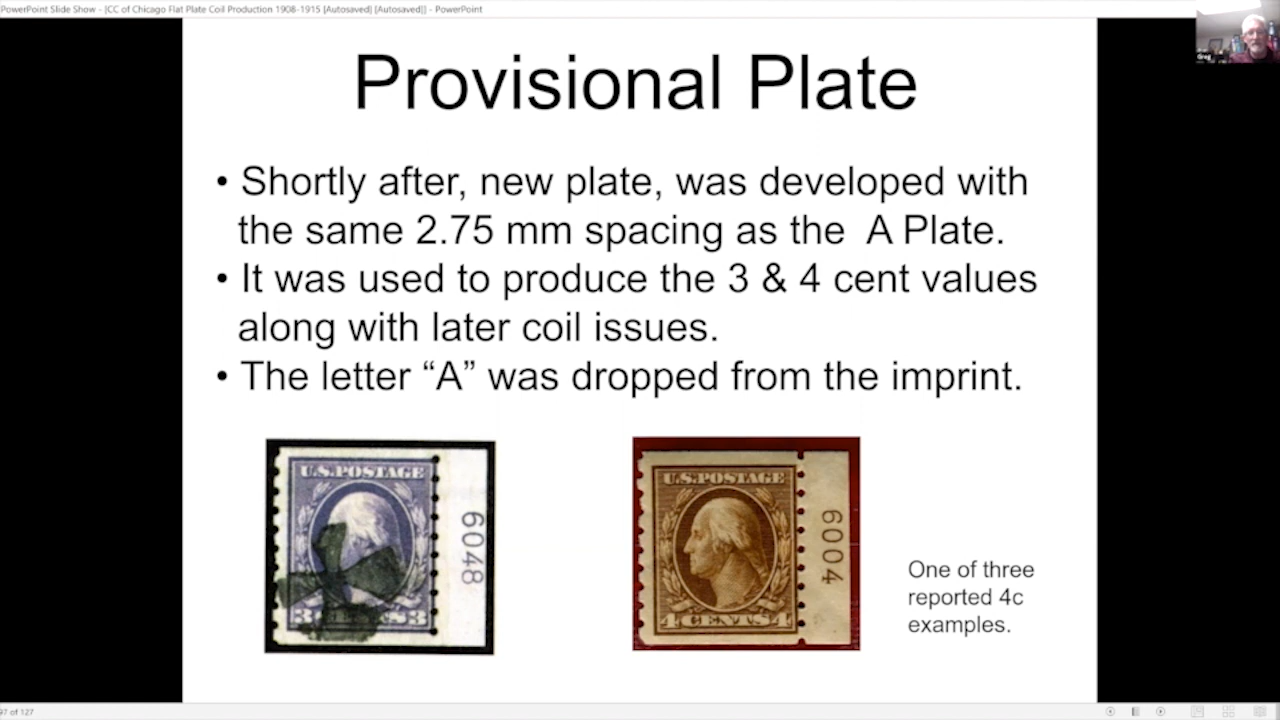 PowerPoint Slide Show - [CC of Chicago Flat Plate Coil Production 1908-1915 [Autosaved] [Autosaved]] - PowerPoint
Greg
Provisional Plate
• Shortly after, new plate, was developed with
the same 2.75 mm spacing as the A Plate.
• It was used to produce the 3 & 4 cent values
along with later coil issues.
• The letter “A” was dropped from the imprint.
U.S.POSTAGE
6048
3 CENTS 3
U.S.POSTAGE
6004
4 CENTS 4
One of three
reported 4c
examples.
97 of 127